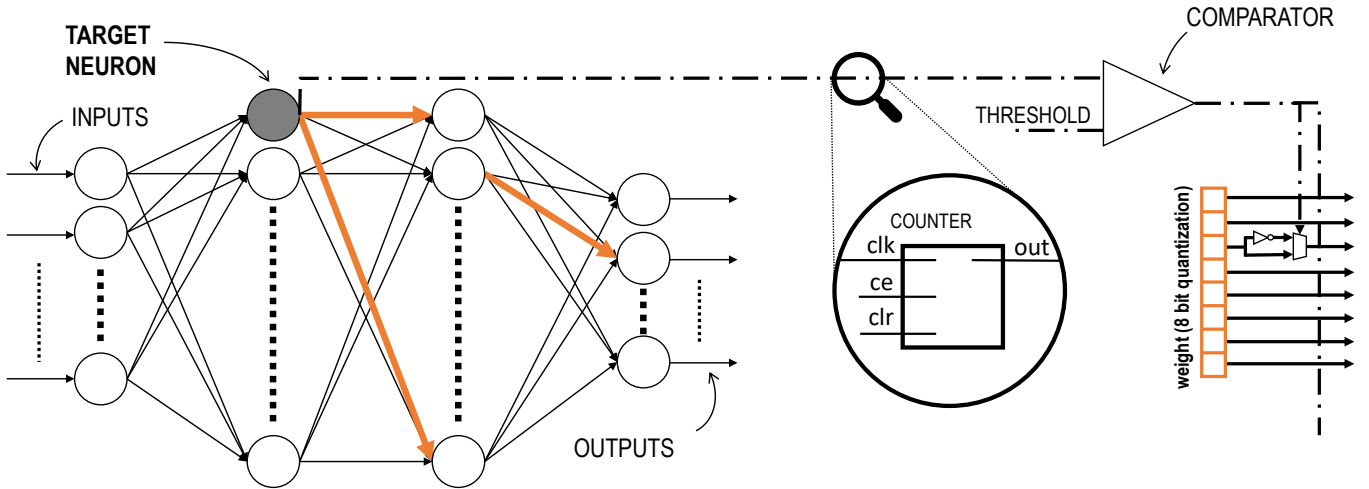 TARGET
NEURON
INPUTS
OUTPUTS
COMPARATOR
THRESHOLD
COUNTER
clk
out
ce
clr
weight (8 bit quantization)